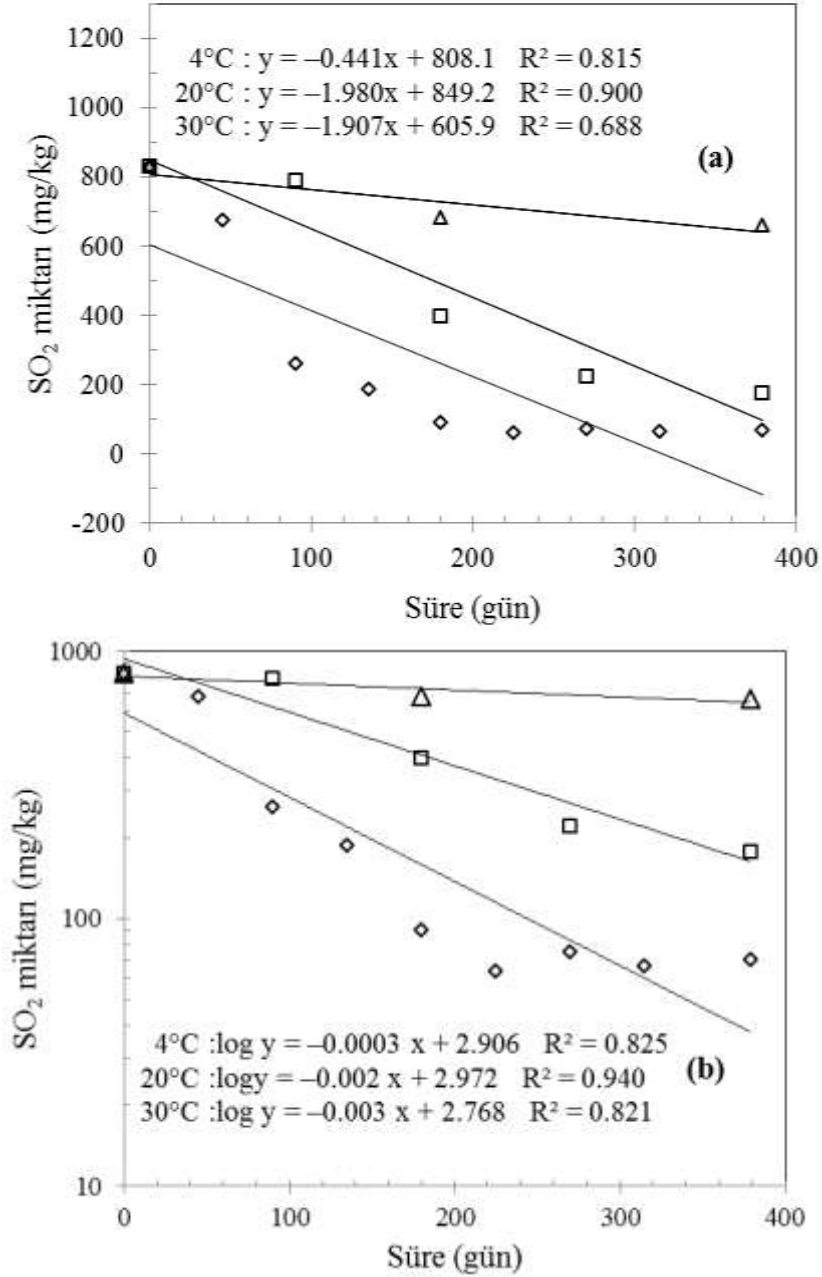 1200
1000
800
600
400
200
0
-200
4°C : y = –0.441x + 808.1 R² = 0.815
20°C : y = –1.980x + 849.2 R² = 0.900
30°C : y = –1.907x + 605.9 R² = 0.688
(a)
SO₂ miktarı (mg/kg)
0 100 200 300 400
Süre (gün)
1000
100
10
SO₂ miktarı (mg/kg)
4°C :log y = –0.0003 x + 2.906 R² = 0.825
20°C :logy = –0.002 x + 2.972 R² = 0.940
30°C :log y = –0.003 x + 2.768 R² = 0.821
(b)
0 100 200 300 400
Süre (gün)